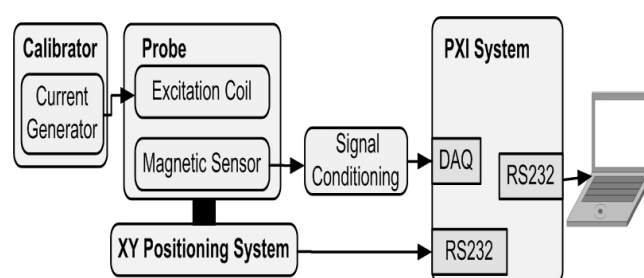 Calibrator
Current
Generator
Probe
Excitation Coil
Magnetic Sensor
Signal
Conditioning
XY Positioning System
PXI System
DAQ
RS232
RS232